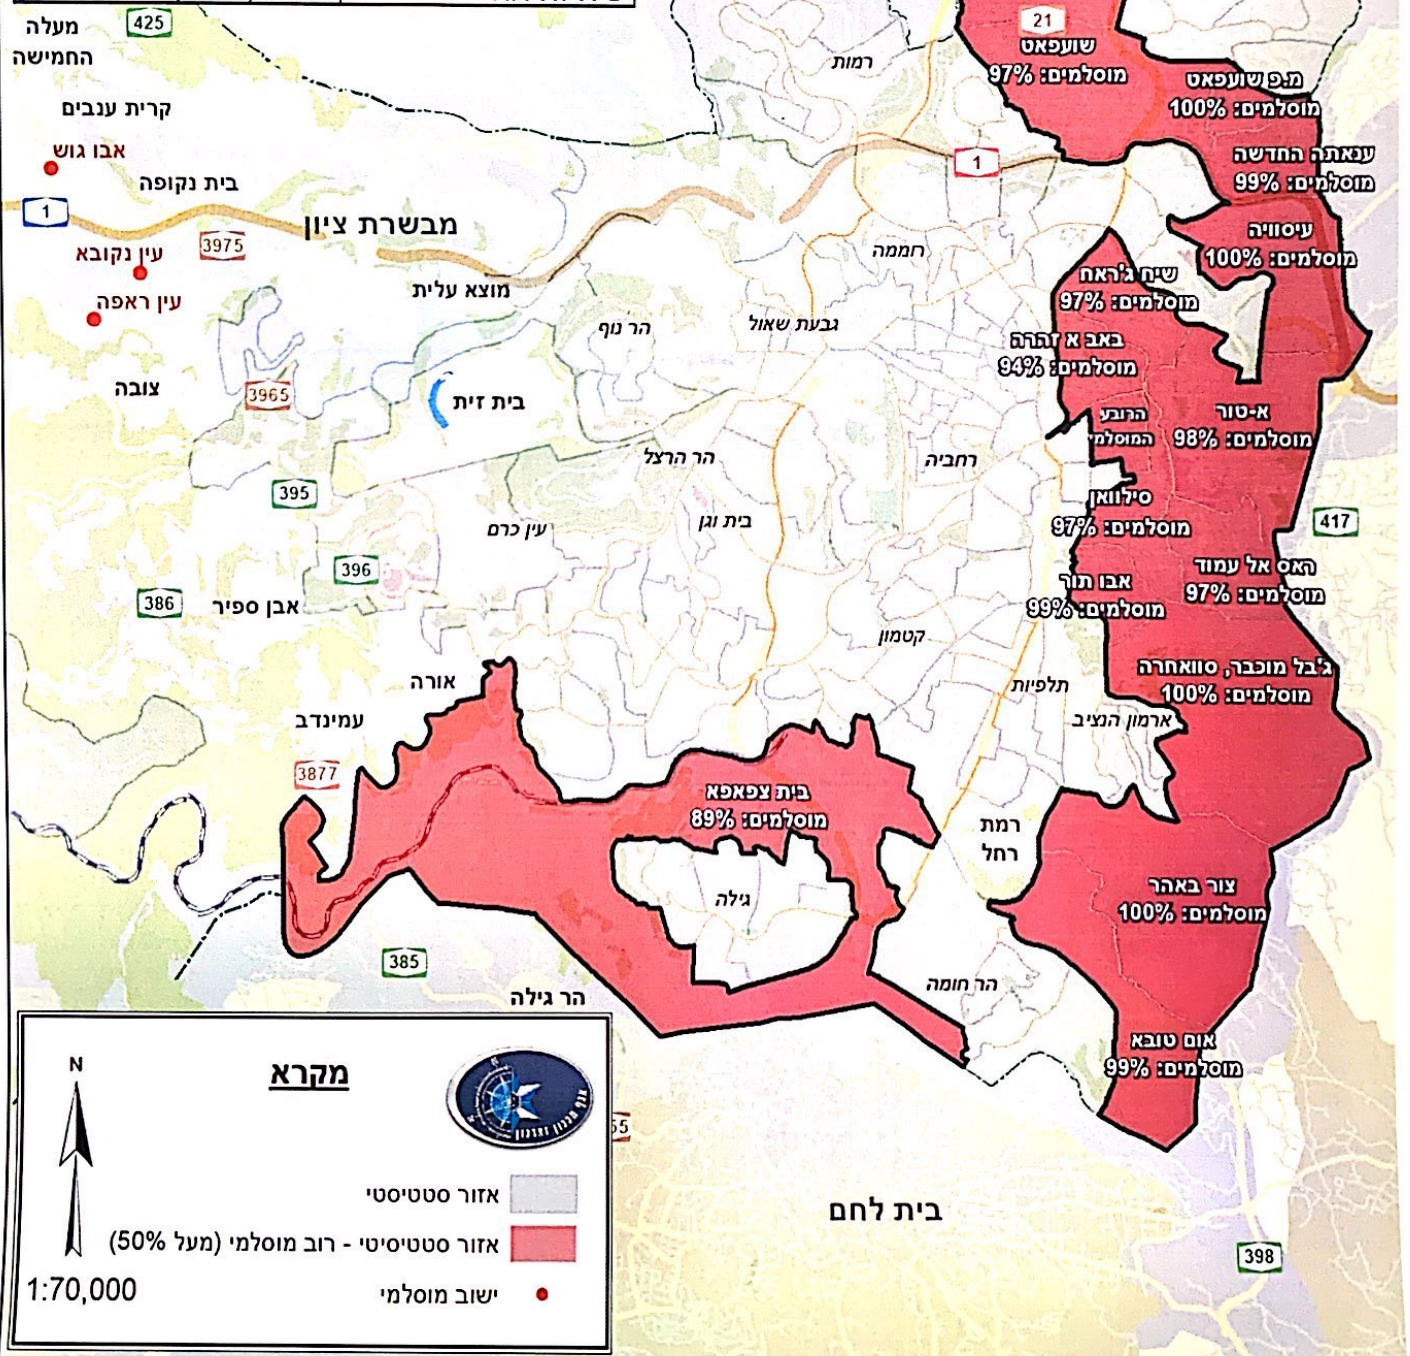 425
מעלה
החמישה
קרית ענבים
אבו גוש
בית נקופה
1
מבשרת ציון
3975
עין נקובא
עין ראפה
מוצא עלית
צובה
3965
בית זית
395
396
386
אבן ספיר
אורה
עמינדב
3877
385
הר גילה
רמות
21
שועפאט
מוסלמים: 97%
מ.פ שועפאט
מוסלמים: 100%
ענאתה החדשה
מוסלמים: 99%
1
עיסוויה
מוסלמים: 100%
רוממה
שיח ג'ראח
מוסלמים: 97%
הר נוף
גבעת שאול
באב א זהרה
מוסלמים: 94%
הרובע
המוסלמי
א-טור
מוסלמים: 98%
הר הרצל
רחביה
סילוואן
מוסלמים: 97%
417
עין כרם
בית וגן
ראס אל עמוד
מוסלמים: 97%
אבו תור
מוסלמים: 99%
קטמון
ג'בל מוכבר, סוואחרה
מוסלמים: 100%
תלפיות
ארמון הנציב
בית צפאפא
מוסלמים: 89%
רמת
רחל
גילה
צור באהר
מוסלמים: 100%
הר חומה
אום טובא
מוסלמים: 99%
בית לחם
398
N
מקרא
אזור סטטיסטי
אזור סטטיסיטי - רוב מוסלמי (מעל 50%)
ישוב מוסלמי
1:70,000